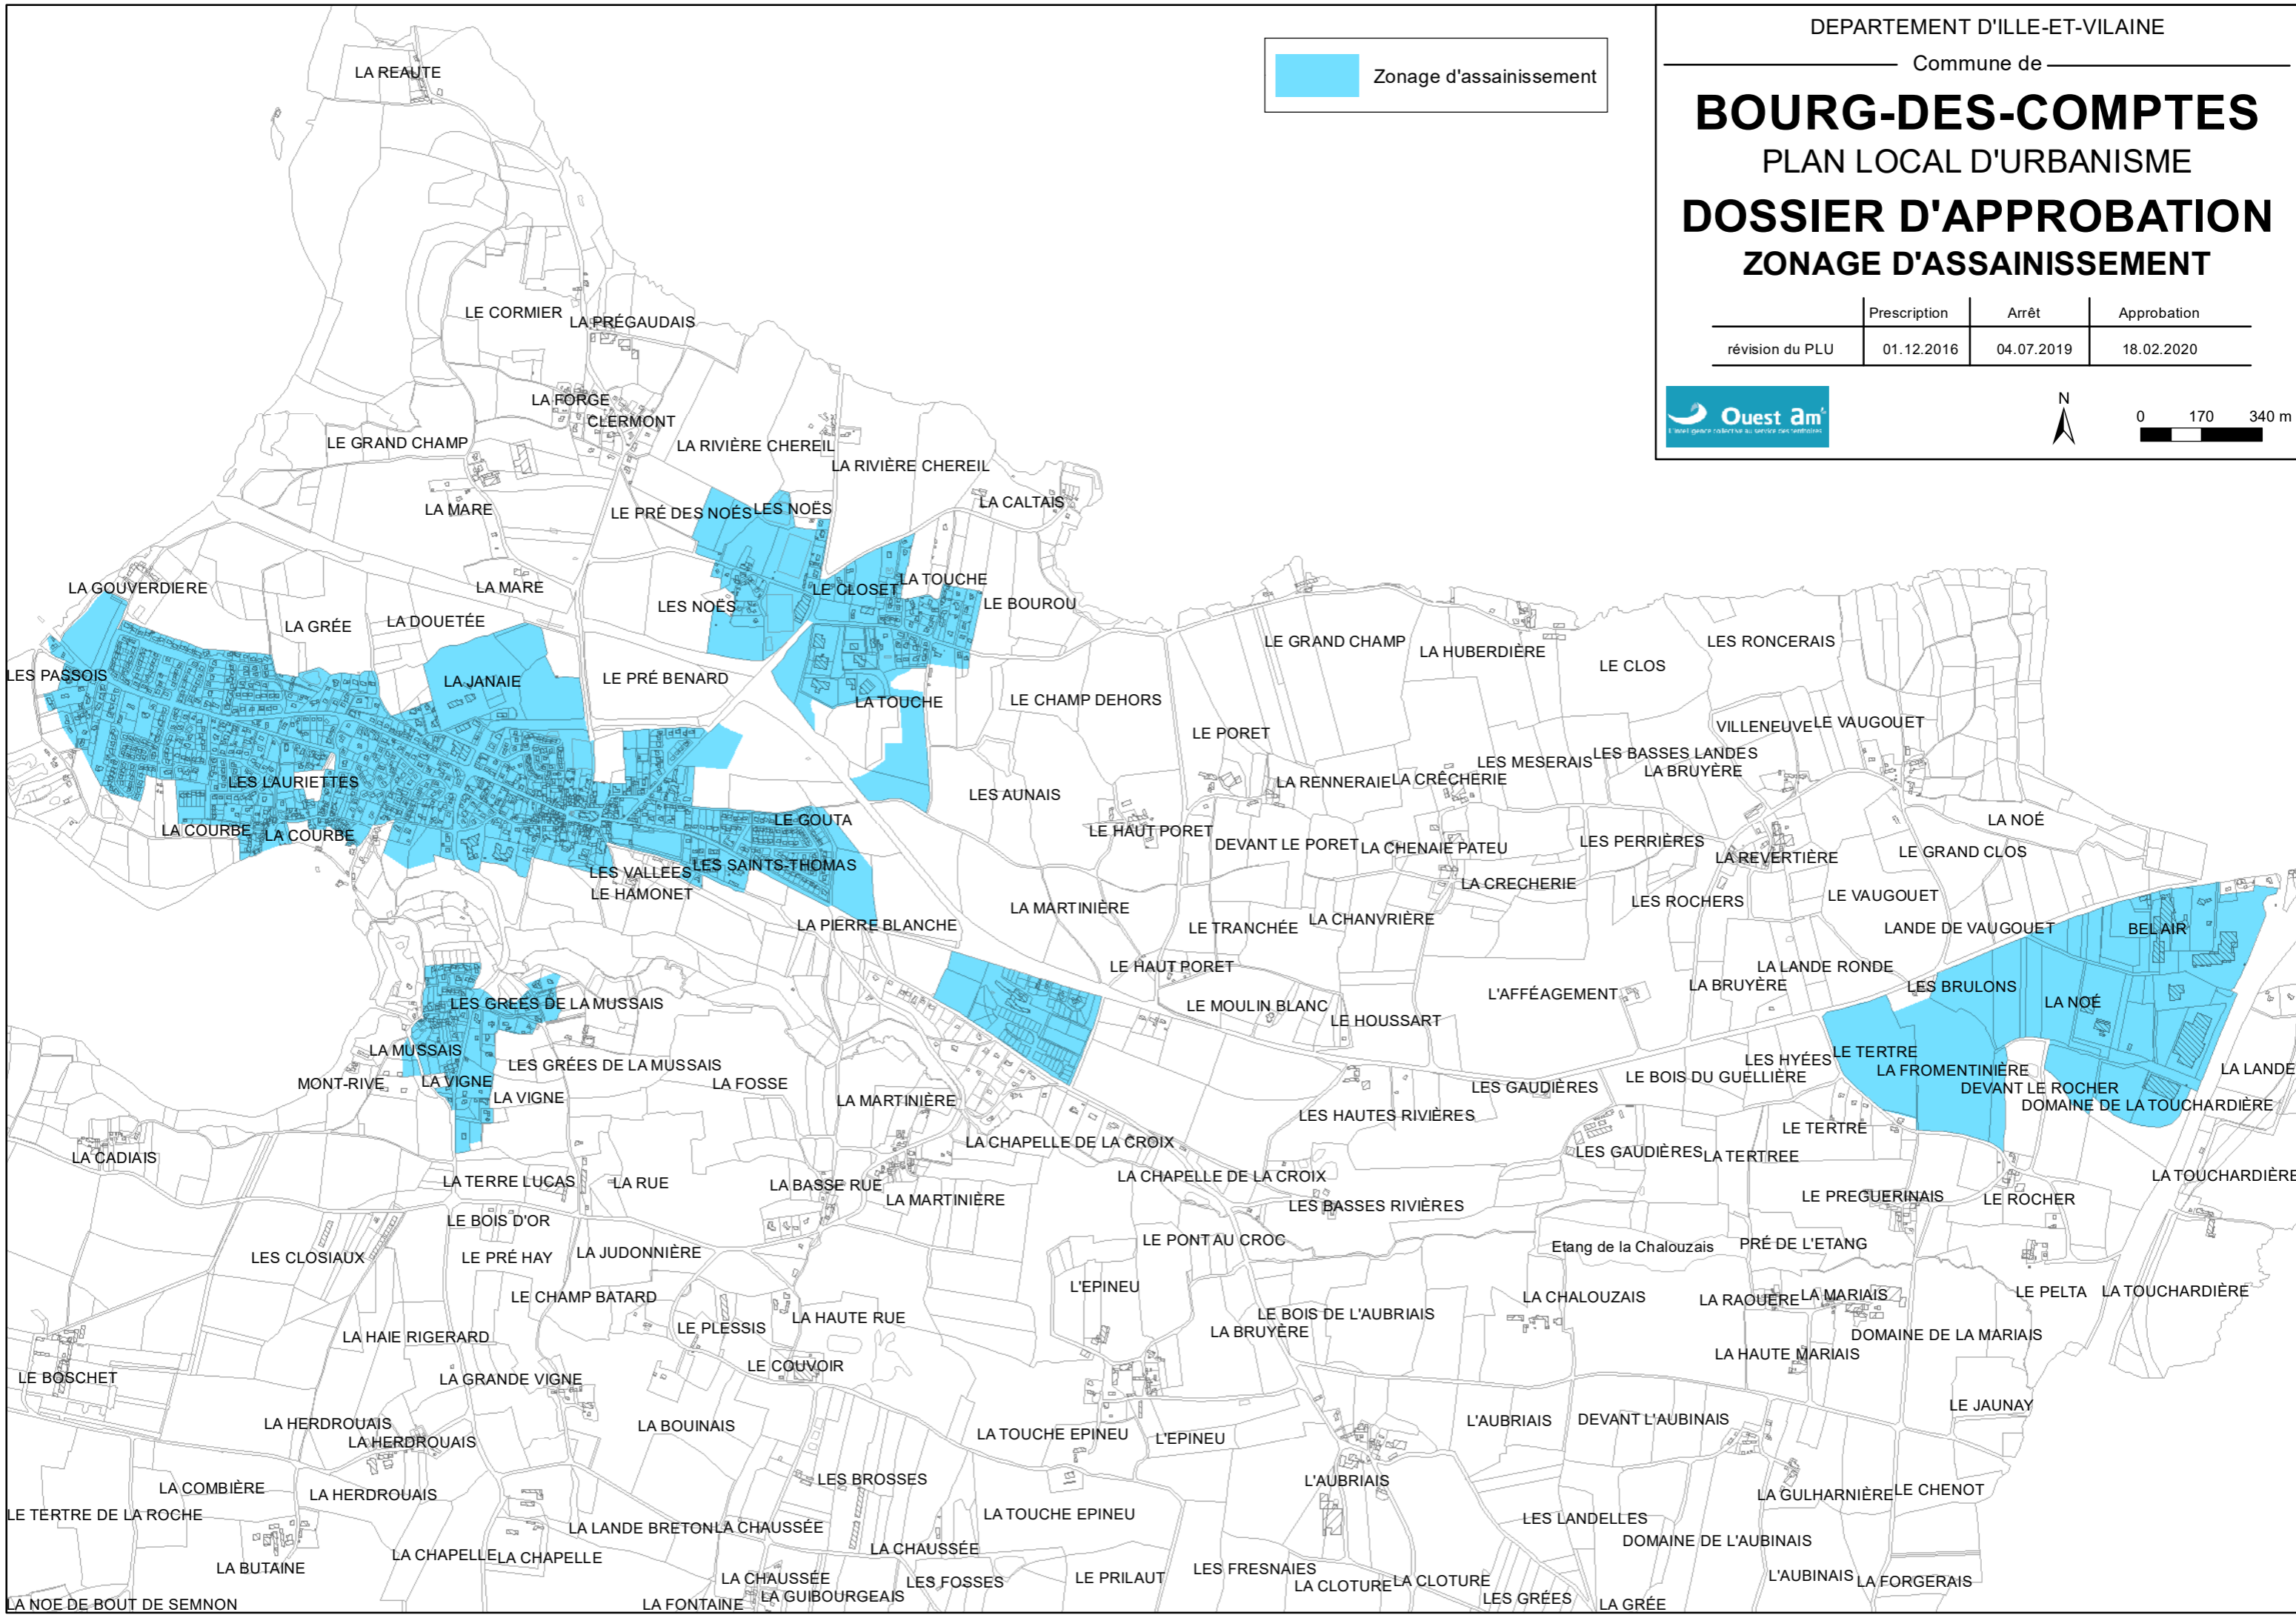 DEPARTEMENT D'ILLE-ET-VILAINE
Commune de
BOURG-DES-COMPTES
PLAN LOCAL D'URBANISME
DOSSIER D'APPROBATION
ZONAGE D'ASSAINISSEMENT
Prescription Arrêt Approbation
révision du PLU 01.12.2016 04.07.2019 18.02.2020
Ouest am'
L'intelligence collective au service des territoires
N
0 170 340 m
Zonage d'assainissement
LA REAUTE
LE CORMIER
LA PRÉGAUDAIS
LA FORGE
CLERMONT
LE GRAND CHAMP
LA RIVIÈRE CHEREIL
LA RIVIÈRE CHEREIL
LA CALTAIS
LA MARE
LE PRÉ DES NOÉS
LES NOËS
LA GOUVERDIERE
LA MARE
LE CLOSET
LA TOUCHE
LES NOËS
LE BOUROU
LA GRÉE
LA DOUETÉE
LE GRAND CHAMP
LA HUBERDIÈRE
LES RONCERAIS
LE CLOS
LES PASSOIS
LA JANAIE
LE PRÉ BENARD
LA TOUCHE
LE CHAMP DEHORS
VILLENEUVE
LE VAUGOUET
LE PORET
LES MESERAIS
LES BASSES LANDES
LA BRUYÈRE
LES LAURIETTES
LA RENNERAIE
LA CRÊCHERIE
LES AUNAIS
LE GOUTA
LA COURBE
LA COURBE
LE HAUT PORET
LA NOÉ
DEVANT LE PORET
LA CHENAIE PATEU
LES PERRIÈRES
LA REVERTIÈRE
LE GRAND CLOS
LES VALLEES
LES SAINTS-THOMAS
LE HAMONET
LA CRECHERIE
LES ROCHERS
LE VAUGOUET
LA PIERRE BLANCHE
LA MARTINIÈRE
LE TRANCHÉE
LA CHANVRIÈRE
LANDE DE VAUGOUET
BELAIR
LE HAUT PORET
LA LANDE RONDE
LES GREES DE LA MUSSAIS
LE MOULIN BLANC
L'AFFÉAGEMENT
LA BRUYÈRE
LES BRULONS
LA NOÉ
LE HOUSSART
LA MUSSAIS
LES GRÉES DE LA MUSSAIS
LES HYÉES
LE TERTRE
LA FROMENTINIÈRE
LA LANDE
MONT-RIVE
LA VIGNE
LA VIGNE
LA FOSSE
LA MARTINIÈRE
LES GAUDIÈRES
LE BOIS DU GUELLIÈRE
DEVANT LE ROCHER
DOMAINE DE LA TOUCHARDIÈRE
LES HAUTES RIVIÈRES
LE TERTRE
LA CADIAIS
LA CHAPELLE DE LA CROIX
LES GAUDIÈRES
LA TERTREE
LA TERRE LUCAS
LA RUE
LA BASSE RUE
LA MARTINIÈRE
LA CHAPELLE DE LA CROIX
LA TOUCHARDIÈRE
LES BASSES RIVIÈRES
LE PREGUERINAIS
LE ROCHER
LE BOIS D'OR
LES CLOSIAUX
LE PRÉ HAY
LA JUDONNIÈRE
LE PONT AU CROC
Etang de la Chalouzais
PRÉ DE L'ETANG
LE CHAMP BATARD
L'EPINEU
LA CHALOUZAIS
LA RAOUERE
LA MARIAIS
LE PELTA
LA TOUCHARDIÈRE
LA HAIE RIGERARD
LE PLESSIS
LA HAUTE RUE
LE BOIS DE L'AUBRIAIS
LA BRUYÈRE
DOMAINE DE LA MARIAIS
LE BOSCHET
LA GRANDE VIGNE
LE COUVOIR
LA HAUTE MARIAIS
LE JAUNAY
LA HERDROUAIS
LA HERDROUAIS
LA BOUINAIS
LA TOUCHE EPINEU
L'EPINEU
L'AUBRIAIS
DEVANT L'AUBINAIS
LA COMBIÈRE
LA HERDROUAIS
LES BROSSES
L'AUBRIAIS
LA GULHARNIÈRE
LE CHENOT
LE TERTRE DE LA ROCHE
LA LANDE BRETON
LA CHAUSSÉE
LA TOUCHE EPINEU
LES LANDELLES
DOMAINE DE L'AUBINAIS
LA BUTAINE
LA CHAPELLE
LA CHAPELLE
LA CHAUSSÉE
LA CHAUSSÉE
LES FOSSES
LE PRILAUT
LES FRESNAIES
LA CLOTURE
LA CLOTURE
L'AUBINAIS
LA FORGERAIS
LA NOE DE BOUT DE SEMNON
LA FONTAINE
LA GUIBOURGEAIS
LES GRÉES
LA GRÉE